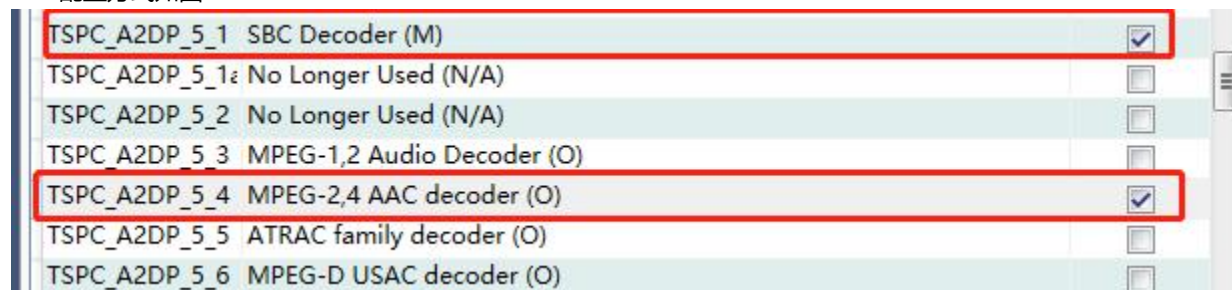 TSPC_A2DP_5_1 SBC Decoder (M)
TSPC_A2DP_5_1a No Longer Used (N/A)
TSPC_A2DP_5_2 No Longer Used (N/A)
TSPC_A2DP_5_3 MPEG-1,2 Audio Decoder (O)
TSPC_A2DP_5_4 MPEG-2,4 AAC decoder (O)
TSPC_A2DP_5_5 ATRAC family decoder (O)
TSPC_A2DP_5_6 MPEG-D USAC decoder (O)